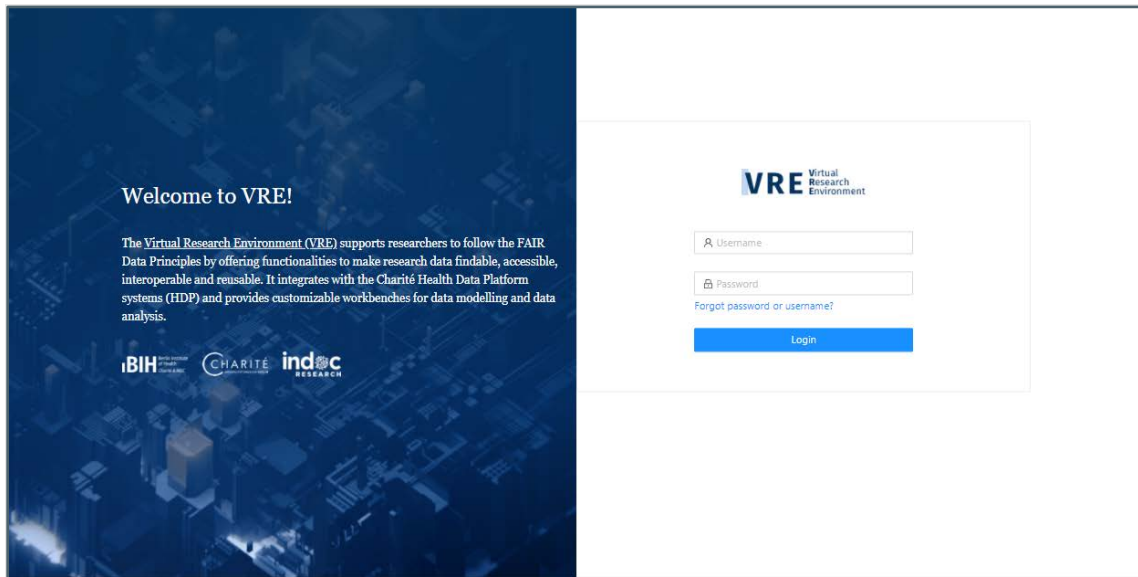 Welcome to VRE!
The Virtual Research Environment (VRE) supports researchers to follow the FAIR
Data Principles by offering functionalities to make research data findable, accessible,
interoperable and reusable. It integrates with the Charité Health Data Platform
systems (HDP) and provides customizable workbenches for data modelling and data
analysis.
BIH
CHARITÉ
indoc
RESEARCH
VRE
Virtual
Research
Environment
Username
Password
Forgot password or username?
Login